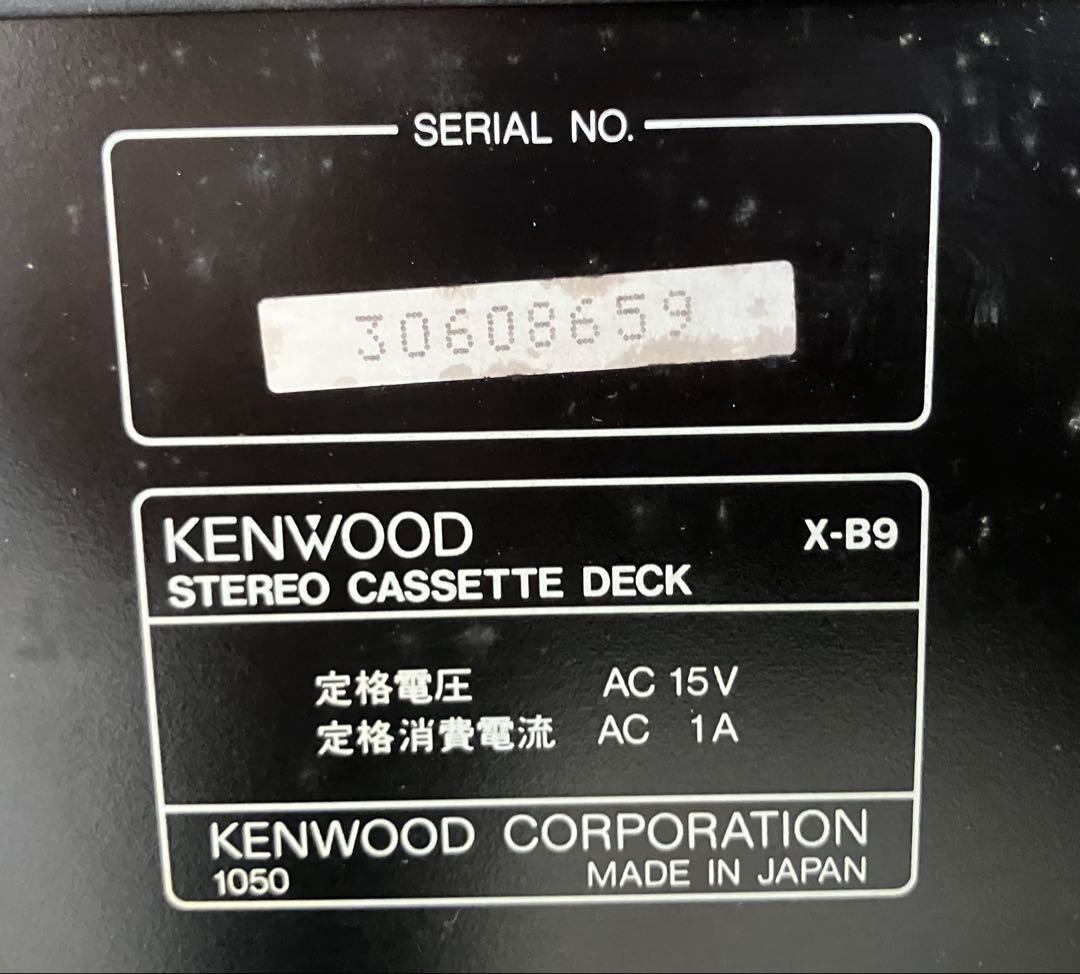 SERIAL NO.
30608659
KENWOOD X-B9
STEREO CASSETTE DECK
定格電圧 AC 15V
定格消費電流 AC 1A
KENWOOD CORPORATION
1050 MADE IN JAPAN